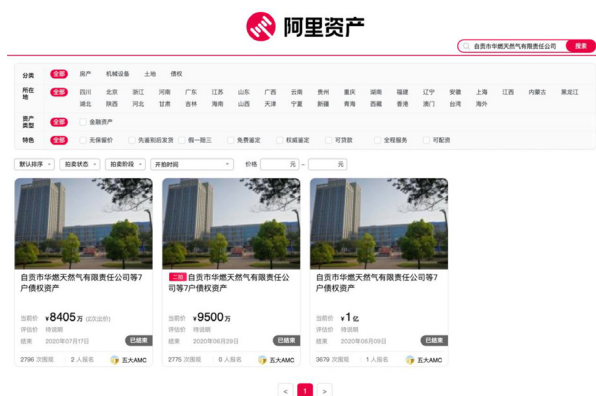 阿里资产
自贡市华燃天然气有限责任公司 搜索
分类 全部 房产 机械设备 土地 债权
所在地 全部 四川 北京 浙江 河南 广东 江苏 山东 广西 云南 贵州 重庆 湖南 福建 辽宁 安徽 上海 江西 内蒙古 黑龙江
湖北 陕西 河北 甘肃 吉林 海南 山西 天津 宁夏 新疆 青海 西藏 香港 澳门 台湾 海外
资产类型 全部 金融资产
特色 全部 无保留价 先鉴别后发货 假一赔三 免费鉴定 权威鉴定 可贷款 全程服务 可配资
默认排序 拍卖状态 拍卖阶段 开拍时间 价格 元 - 元
自贡市华燃天然气有限责任公司等7户债权资产
当前价 ¥8405万 (2次出价)
评估价 待说明
结束 2020年07月17日 已结束
2796 次围观 2 人报名 五大AMC
二拍 自贡市华燃天然气有限责任公司等7户债权资产
当前价 ¥9500万
评估价 待说明
结束 2020年06月29日 已结束
2775 次围观 0 人报名 五大AMC
自贡市华燃天然气有限责任公司等7户债权资产
当前价 ¥1亿
评估价 待说明
结束 2020年06月09日 已结束
3679 次围观 1 人报名 五大AMC
< 1 >